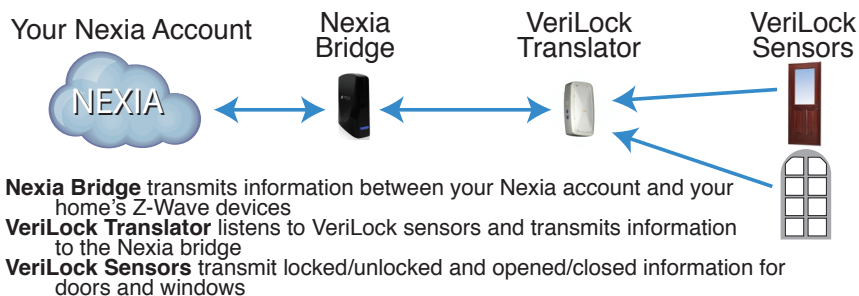 Your Nexia Account
Nexia
Bridge
VeriLock
Translator
VeriLock
Sensors
NEXIA
Nexia Bridge transmits information between your Nexia account and your
home's Z-Wave devices
VeriLock Translator listens to VeriLock sensors and transmits information
to the Nexia bridge
VeriLock Sensors transmit locked/unlocked and opened/closed information for
doors and windows